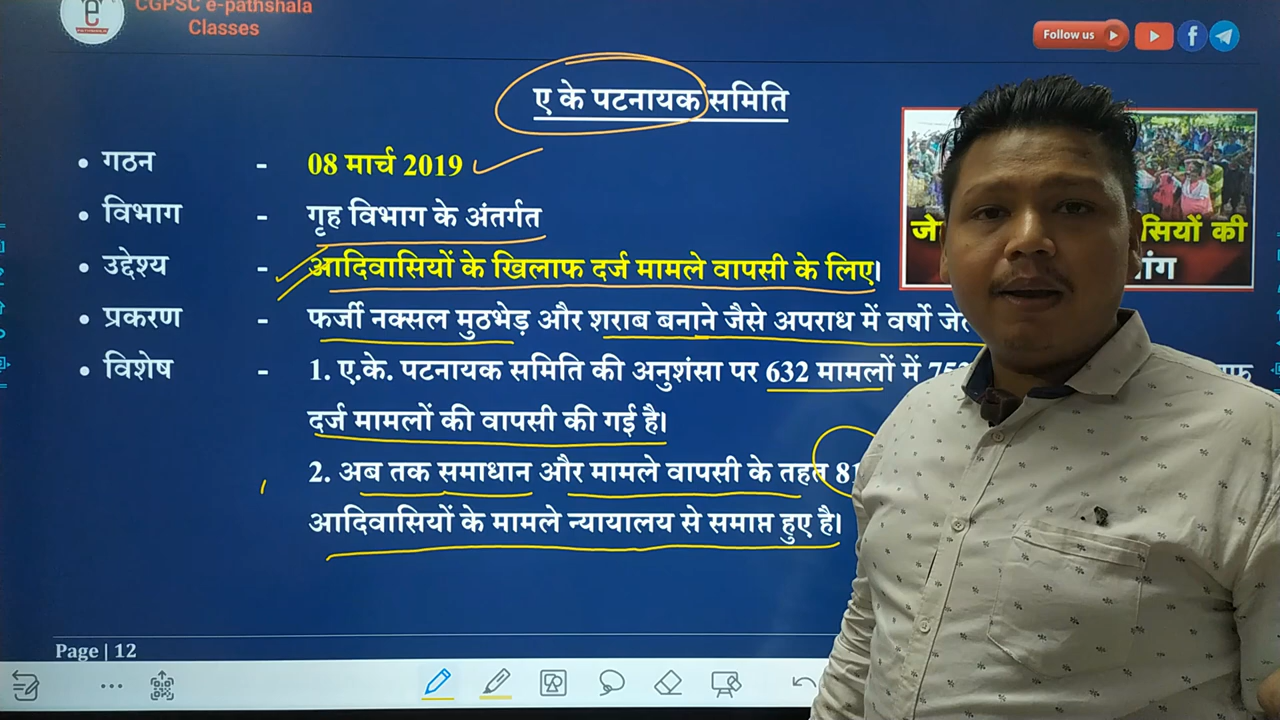 CGPSC e-pathshala
Classes
e
Follow us
ए के पटनायक समिति
• गठन - 08 मार्च 2019
• विभाग - गृह विभाग के अंतर्गत
• उद्देश्य - आदिवासियों के खिलाफ दर्ज मामले वापसी के लिए।
• प्रकरण - फर्जी नक्सल मुठभेड़ और शराब बनाने जैसे अपराध में वर्षो
• विशेष - 1. ए.के. पटनायक समिति की अनुशंसा पर 632 मामलों में
दर्ज मामलों की वापसी की गई है।
2. अब तक समाधान और मामले वापसी के तहत
आदिवासियों के मामले न्यायालय से समाप्त हुए है।
की
Page | 12